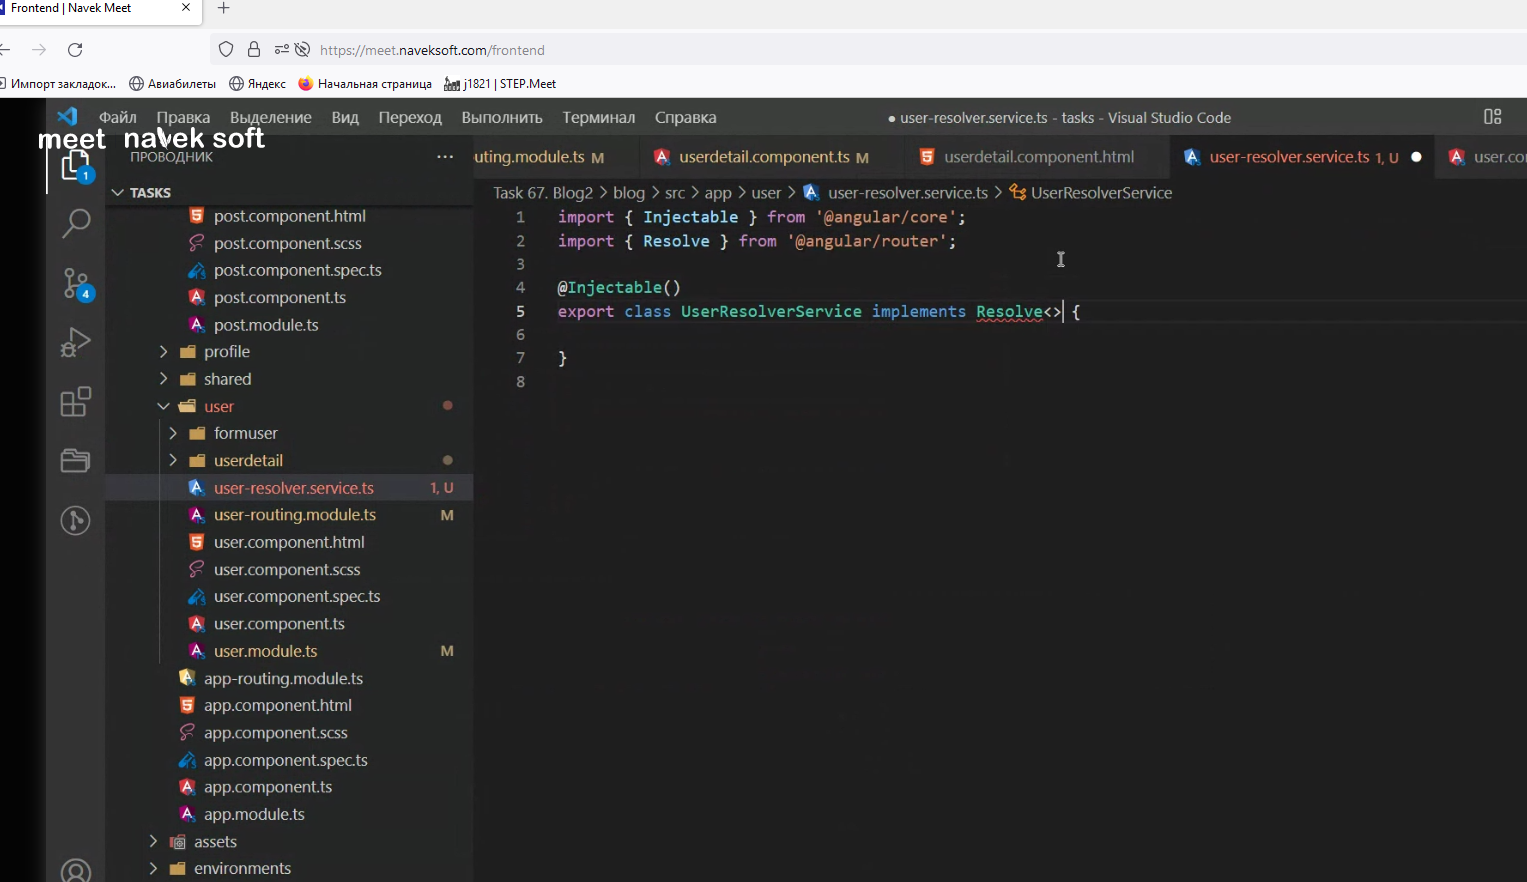 Frontend | Navek Meet
https://meet.naveksoft.com/frontend
Импорт закладок...
Авиабилеты
Яндекс
Начальная страница
j1821 | STEP.Meet
Файл Правка Выделение Вид Переход Выполнить Терминал Справка
● user-resolver.service.ts - tasks - Visual Studio Code
meet navek soft
ПРОВОДНИК
uting.module.ts M
userdetail.component.ts M
userdetail.component.html
user-resolver.service.ts 1, U
user.co
TASKS
Task 67. Blog2 > blog > src > app > user > user-resolver.service.ts > UserResolverService
post.component.html
post.component.scss
post.component.spec.ts
post.component.ts
post.module.ts
profile
shared
user
formuser
userdetail
user-resolver.service.ts 1, U
user-routing.module.ts M
user.component.html
user.component.scss
user.component.spec.ts
user.component.ts
user.module.ts M
app-routing.module.ts
app.component.html
app.component.scss
app.component.spec.ts
app.component.ts
app.module.ts
assets
environments
1
4
1 import { Injectable } from '@angular/core';
2 import { Resolve } from '@angular/router';
3
4 @Injectable()
5 export class UserResolverService implements Resolve<> {
6
7 }
8